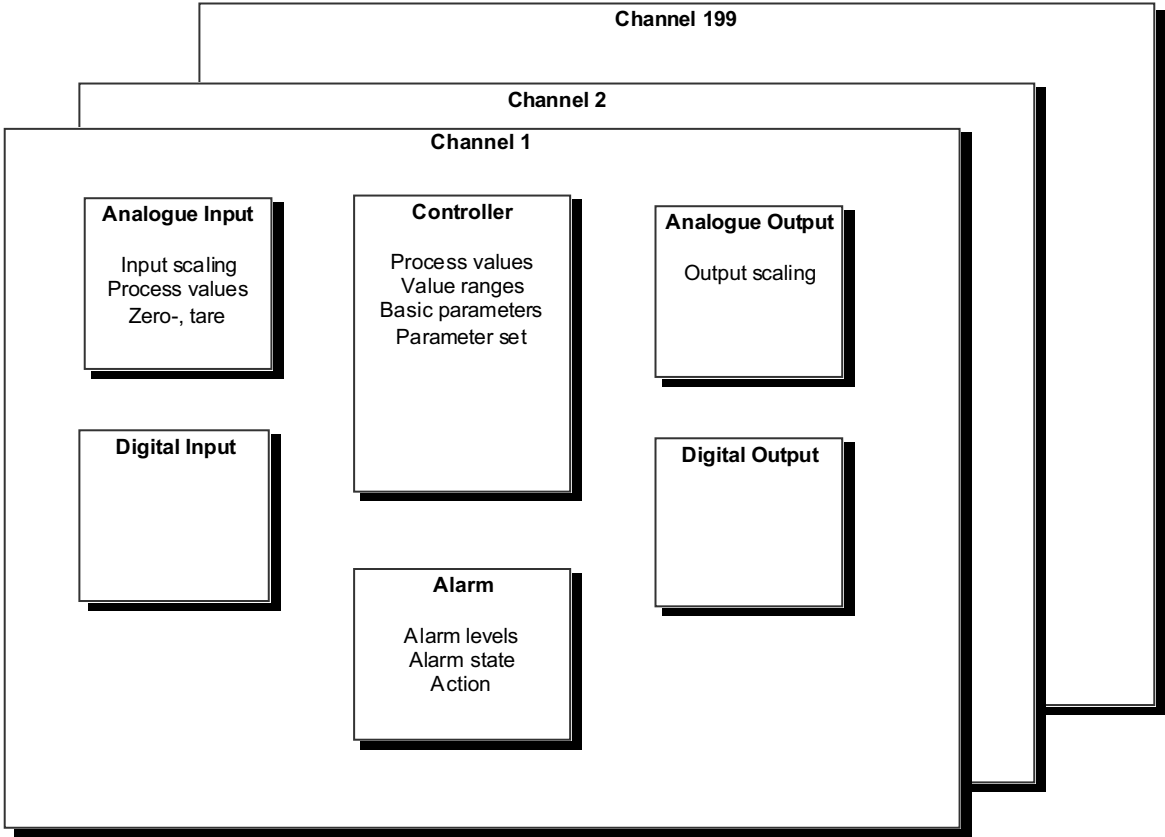 Channel 199
Channel 2
Channel 1
Analogue Input
Input scaling
Process values
Zero-, tare
Controller
Process values
Value ranges
Basic parameters
Parameter set
Analogue Output
Output scaling
Digital Input
Digital Output
Alarm
Alarm levels
Alarm state
Action